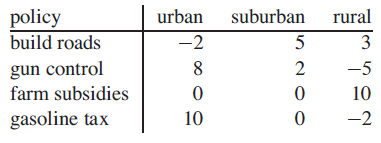 policy urban suburban rural
build roads −2 5 3
gun control 8 2 −5
farm subsidies 0 0 10
gasoline tax 10 0 −2